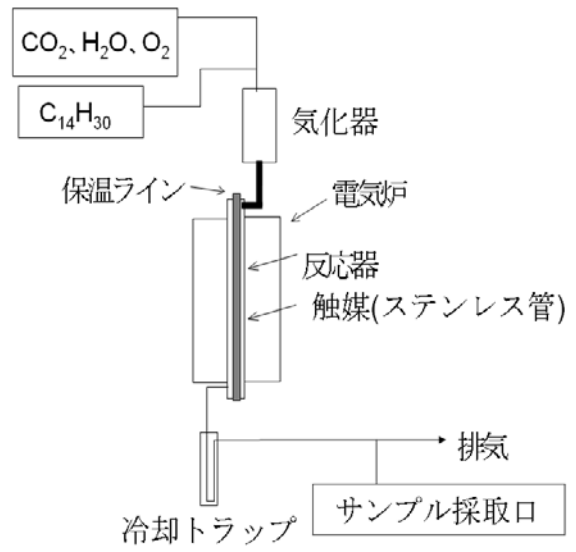 CO₂、H₂O、O₂
C₁₄H₃₀
気化器
保温ライン
電気炉
反応器
触媒(ステンレス管)
排気
サンプル採取口
冷却トラップ